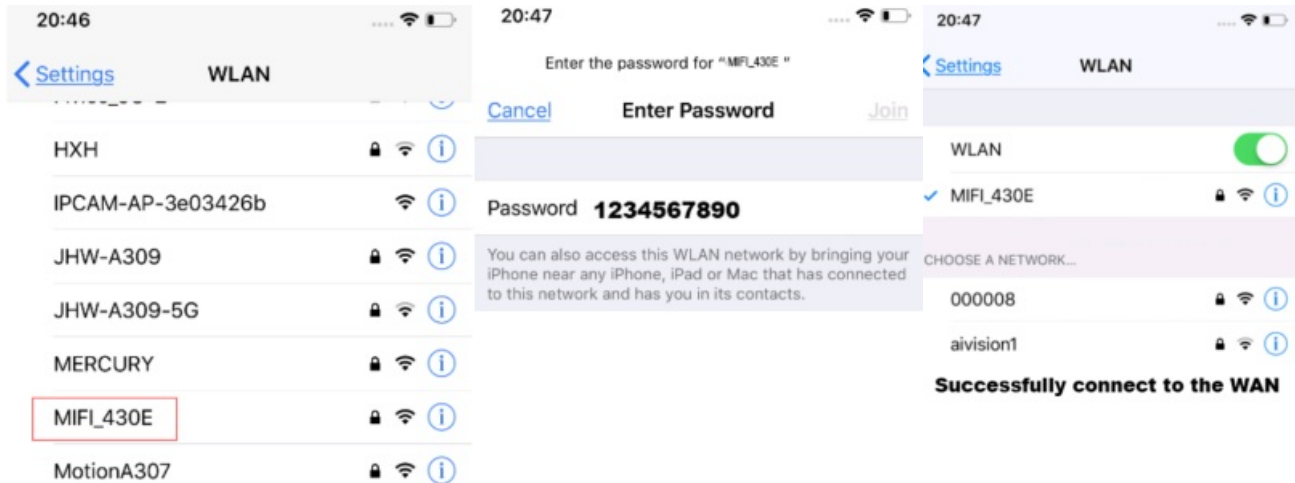 20:46
Settings WLAN
HXH
IPCAM-AP-3e03426b
JHW-A309
JHW-A309-5G
MERCURY
MIFI_430E
MotionA307
20:47
Enter the password for "MIFI_430E"
Cancel Enter Password Join
Password 1234567890
You can also access this WLAN network by bringing your
iPhone near any iPhone, iPad or Mac that has connected
to this network and has you in its contacts.
20:47
Settings WLAN
WLAN
MIFI_430E
CHOOSE A NETWORK...
000008
aivision1
Successfully connect to the WAN